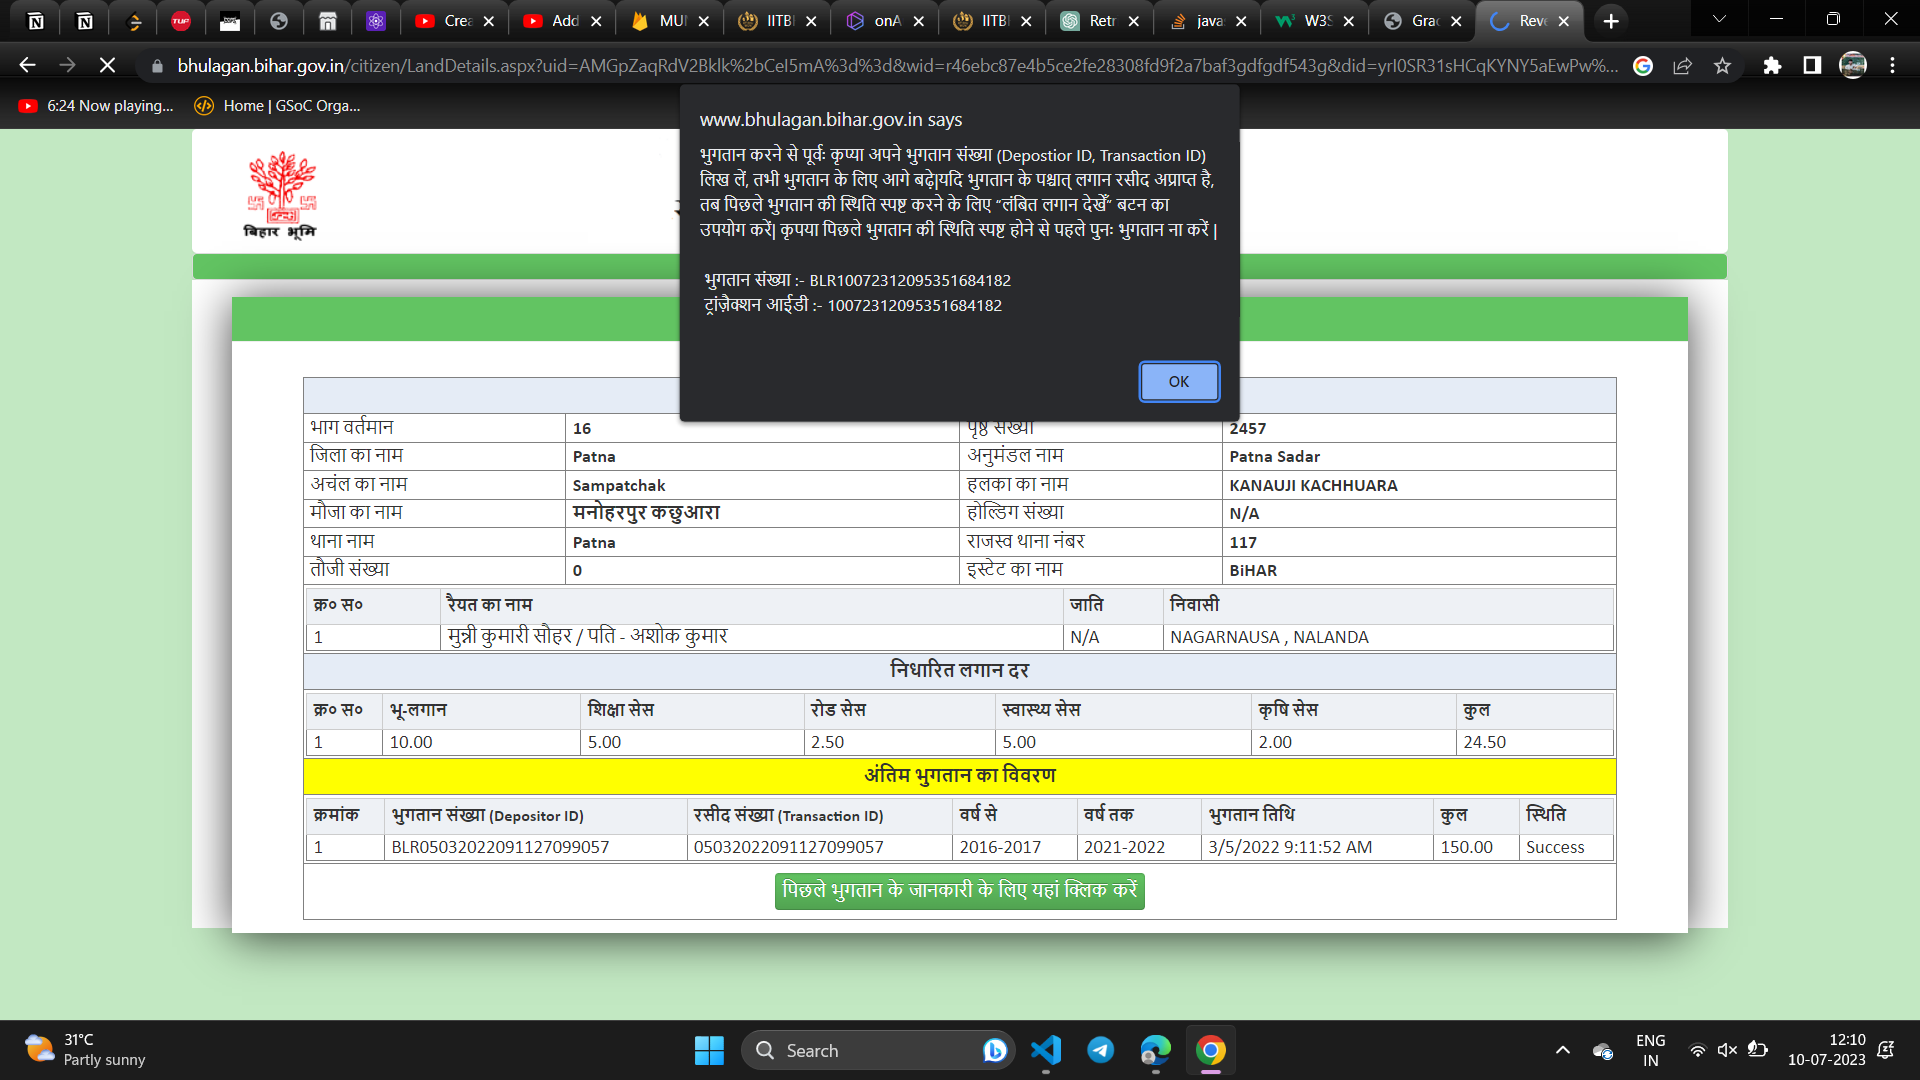 Crea
Add
MUI
IITBI
onA
IITBI
Retr
java
W3S
Grad
Reve
bhulagan.bihar.gov.in/citizen/LandDetails.aspx?uid=AMGpZaqRdV2Bklk%2bCeI5mA%3d%3d&wid=r46ebc87e4b5ce2fe28308fd9f2a7baf3gdfgdf543g&did=yrI0SR31sHCqKYNY5aEwPw%...
6:24 Now playing...
Home | GSoC Orga...
www.bhulagan.bihar.gov.in says
भुगतान करने से पूर्वः कृप्या अपने भुगतान संख्या (Depostior ID, Transaction ID)
लिख लें, तभी भुगतान के लिए आगे बढ़े|यदि भुगतान के पश्चात् लगान रसीद अप्राप्त है,
तब पिछले भुगतान की स्थिति स्पष्ट करने के लिए “लंबित लगान देखेँ” बटन का
उपयोग करें| कृपया पिछले भुगतान की स्थिति स्पष्ट होने से पहले पुनः भुगतान ना करें |
भुगतान संख्या :- BLR10072312095351684182
ट्रांज़ैक्शन आईडी :- 10072312095351684182
OK
बिहार भूमि
भाग वर्तमान 16 पृष्ठ संख्या 2457
जिला का नाम Patna अनुमंडल नाम Patna Sadar
अचंल का नाम Sampatchak हलका का नाम KANAUJI KACHHUARA
मौजा का नाम मनोहरपुर कछुआरा होल्डिग संख्या N/A
थाना नाम Patna राजस्व थाना नंबर 117
तौजी संख्या 0 इस्टेट का नाम BiHAR
क्र० स० रैयत का नाम जाति निवासी
1 मुन्नी कुमारी सौहर / पति - अशोक कुमार N/A NAGARNAUSA , NALANDA
निधारित लगान दर
क्र० स० भू-लगान शिक्षा सेस रोड सेस स्वास्थ्य सेस कृषि सेस कुल
1 10.00 5.00 2.50 5.00 2.00 24.50
अंतिम भुगतान का विवरण
क्रमांक भुगतान संख्या (Depositor ID) रसीद संख्या (Transaction ID) वर्ष से वर्ष तक भुगतान तिथि कुल स्थिति
1 BLR05032022091127099057 05032022091127099057 2016-2017 2021-2022 3/5/2022 9:11:52 AM 150.00 Success
पिछले भुगतान के जानकारी के लिए यहां क्लिक करें
31°C
Partly sunny
Search
ENG
IN
12:10
10-07-2023